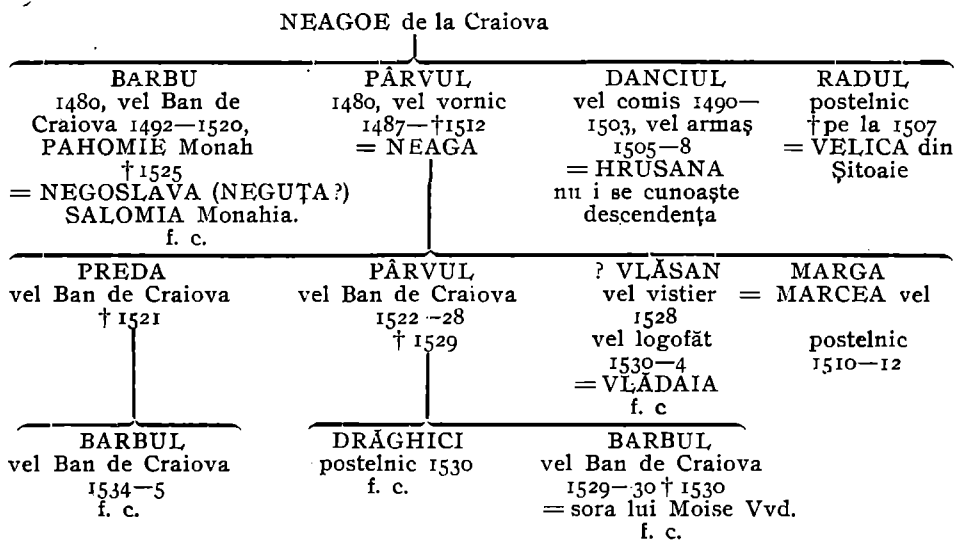 NEAGOE de la Craiova
BARBU
1480, vel Ban de
Craiova 1492—1520,
PAHOMIE Monah
†1525
= NEGOSLAVA (NEGUȚA?)
SALOMIA Monahia.
f. c.
PÂRVUL
1480, vel vornic
1487—†1512
= NEAGA
DANCIUL
vel comis 1490—
1503, vel armaș
1505—8
= HRUSANA
nu i se cunoaște
descendența
RADUL
postelnic
†pe la 1507
= VELICA din
Șitoaie
PREDA
vel Ban de Craiova
† 1521
PÂRVUL
vel Ban de Craiova
1522—28
† 1529
? VLĂSAN
vel vistier
1528
vel logofăt
1539—4
= VLĂDAIA
f. c
MARGA
= MARCEA vel
postelnic
1510—12
BARBUL
vel Ban de Craiova
1534—5
f. c.
DRĂGHICI
postelnic 1530
f. c.
BARBUL
vel Ban de Craiova
1529—30 † 1530
= sora lui Moise Vvd.
f. c.